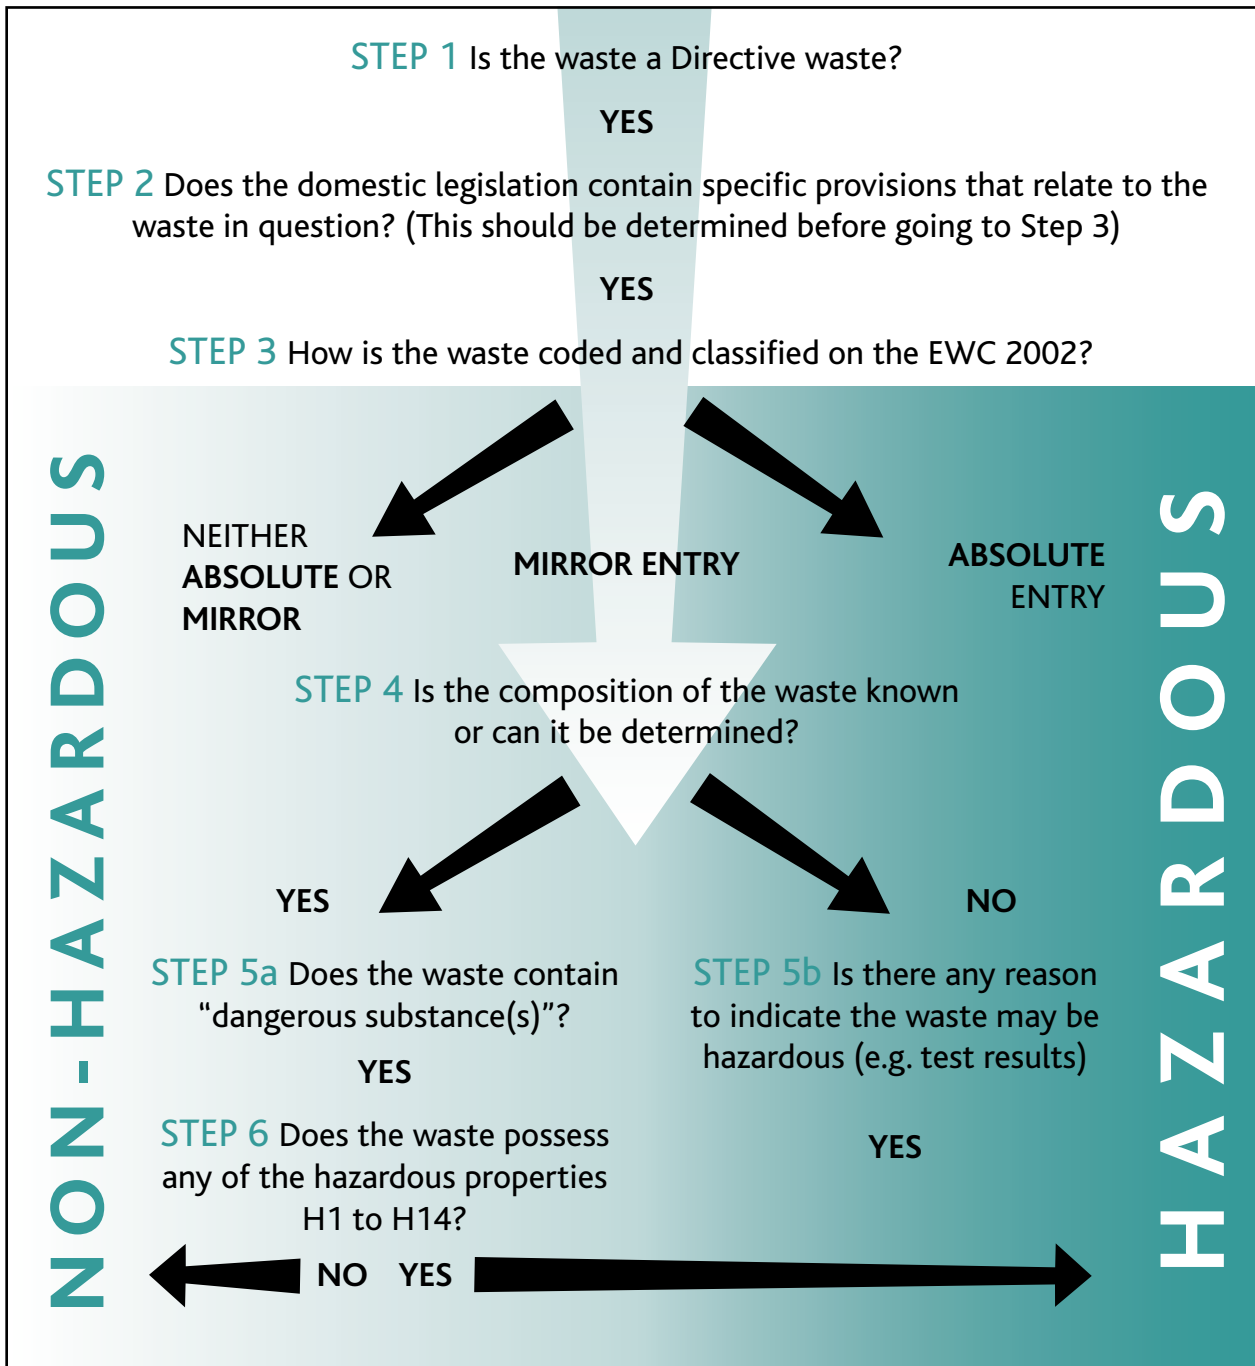 STEP 1 Is the waste a Directive waste?
YES
STEP 2 Does the domestic legislation contain specific provisions that relate to the
waste in question? (This should be determined before going to Step 3)
YES
STEP 3 How is the waste coded and classified on the EWC 2002?
NON-HAZARDOUS
NEITHER
ABSOLUTE OR
MIRROR
MIRROR ENTRY
ABSOLUTE
ENTRY
HAZARDOUS
STEP 4 Is the composition of the waste known
or can it be determined?
YES
NO
STEP 5a Does the waste contain
“dangerous substance(s)”?
YES
STEP 5b Is there any reason
to indicate the waste may be
hazardous (e.g. test results)
YES
STEP 6 Does the waste possess
any of the hazardous properties
H1 to H14?
NO YES